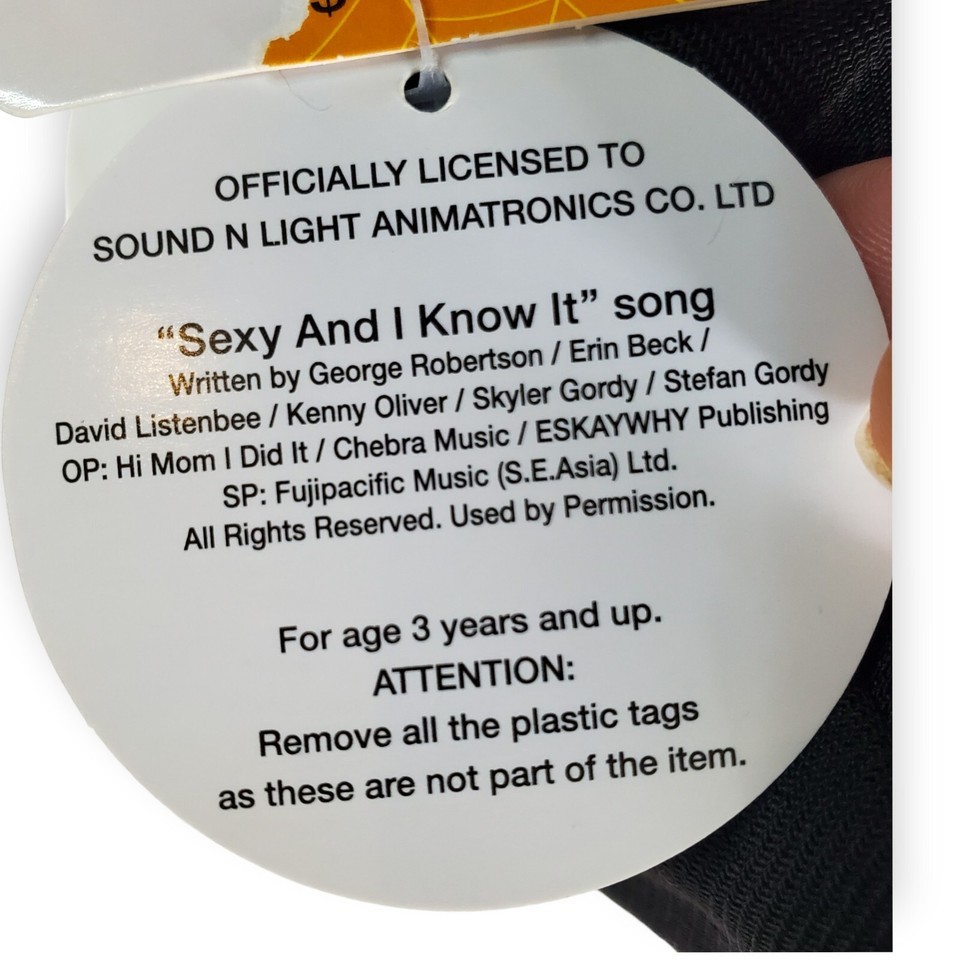 $
OFFICIALLY LICENSED TO
SOUND N LIGHT ANIMATRONICS CO. LTD
“Sexy And I Know It” song
Written by George Robertson / Erin Beck /
David Listenbee / Kenny Oliver / Skyler Gordy / Stefan Gordy
OP: Hi Mom I Did It / Chebra Music / ESKAYWHY Publishing
SP: Fujipacific Music (S.E.Asia) Ltd.
All Rights Reserved. Used by Permission.
For age 3 years and up.
ATTENTION:
Remove all the plastic tags
as these are not part of the item.